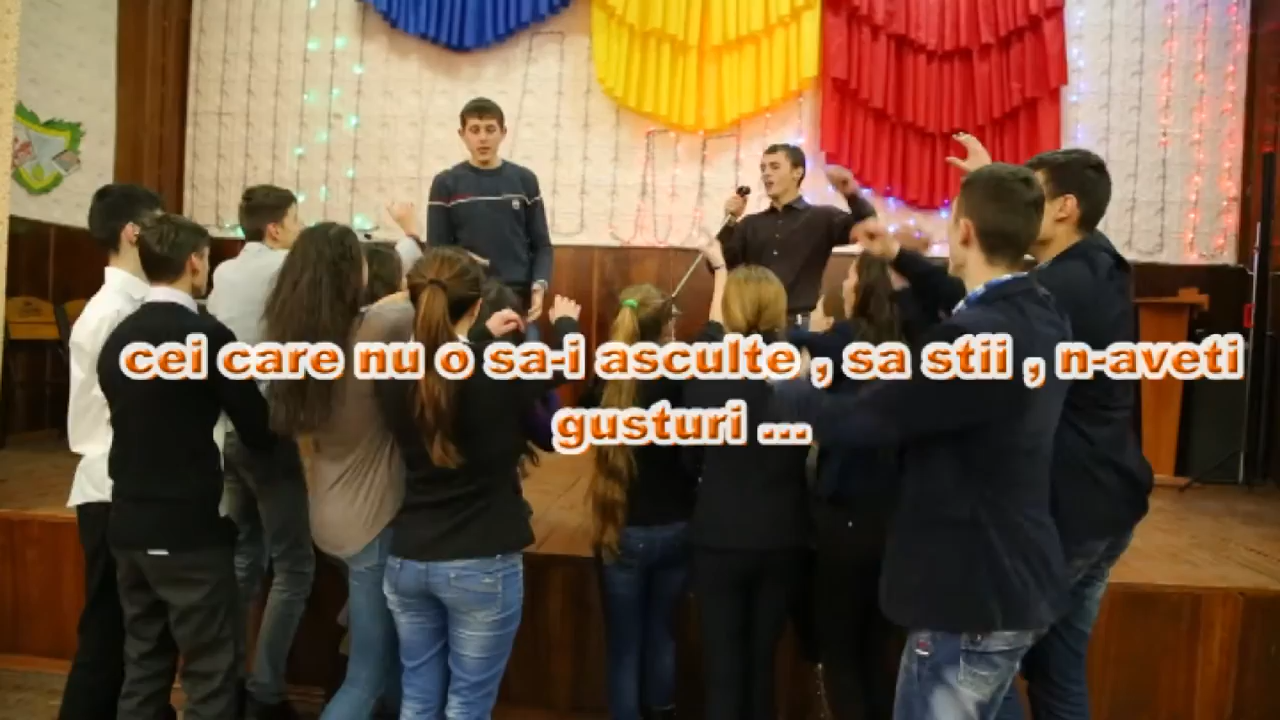 cei care nu o sa-i asculte , sa stii , n-aveti
gusturi ...